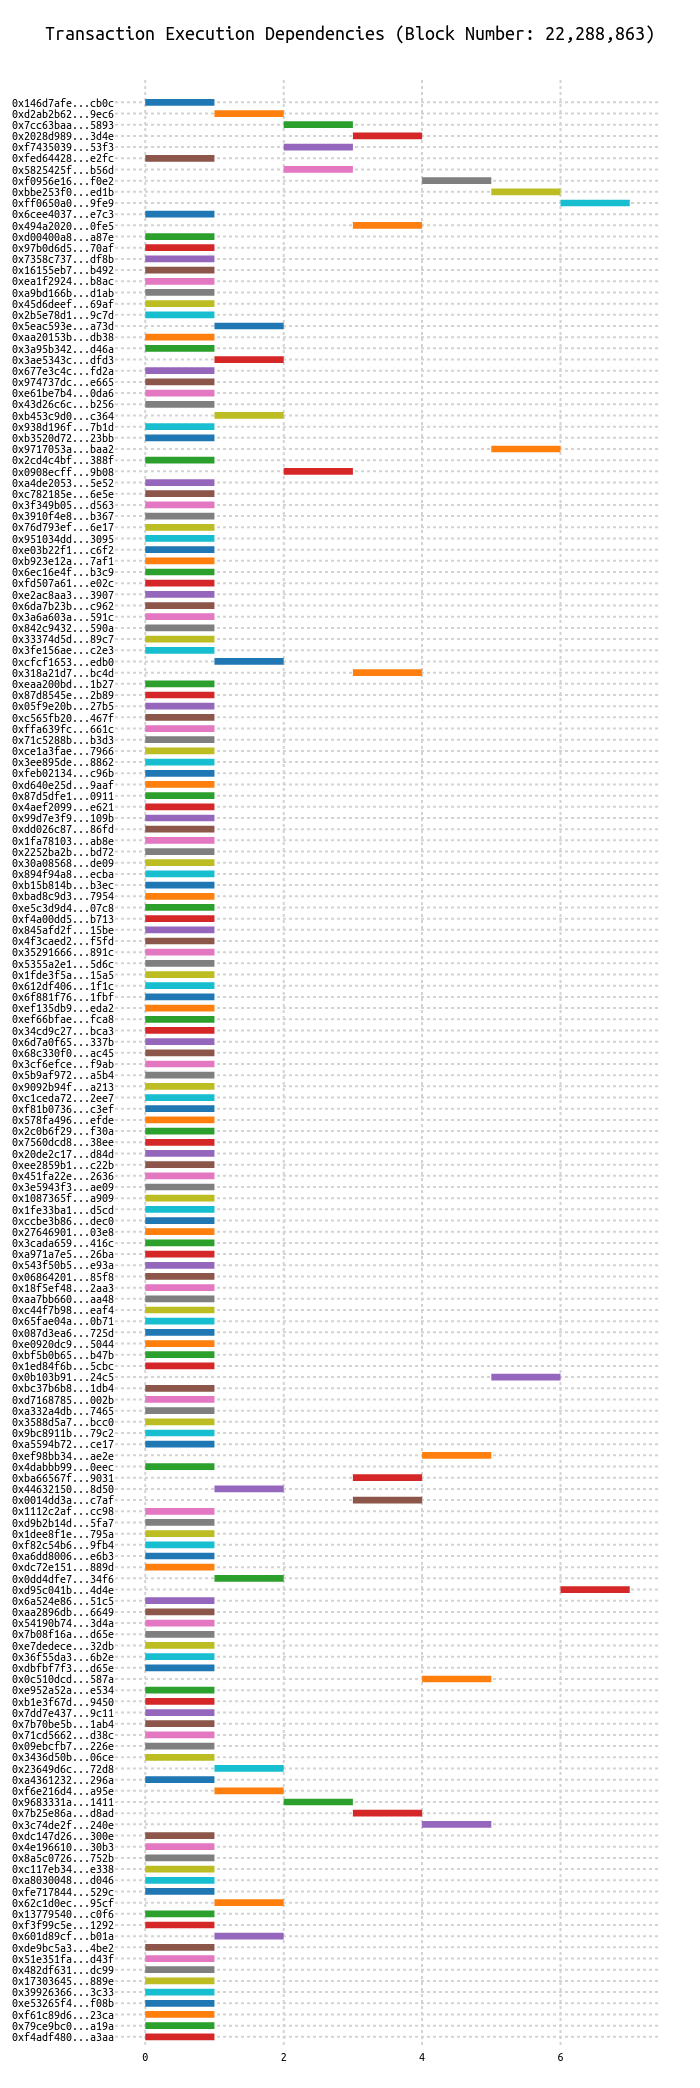 Transaction Execution Dependencies (Block Number: 22,288,863)
0x146d7afe...cb0c
0xd2ab2b62...9ec6
0x7cc63baa...5893
0x2028d989...3d4e
0xf7435039...53f3
0xfed64428...e2fc
0x5825425f...b56d
0xf0956e16...f0e2
0xbbe253f0...ed1b
0xff0650a0...9fe9
0x6cee4037...e7c3
0x494a2020...0fe5
0xd00400a8...a87e
0x97b0d6d5...70af
0x7358c737...df8b
0x16155eb7...b492
0xea1f2924...b8ac
0xa9bd166b...d1ab
0x45d6deef...69af
0x2b5e78d1...9c7d
0x5eac593e...a73d
0xaa20153b...db38
0x3a95b342...d46a
0x3ae5343c...dfd3
0x677e3c4c...fd2a
0x974737dc...e665
0xe61be7b4...0da6
0x43d26c6c...b256
0xb453c9d0...c364
0x938d196f...7b1d
0xb3520d72...23bb
0x9717053a...baa2
0x2cd4c4bf...388f
0x0908ecff...9b08
0xa4de2053...5e52
0xc782185e...6e5e
0x3f349b05...d563
0x3910f4e8...b367
0x76d793ef...6e17
0x951034dd...3095
0xe03b22f1...c6f2
0xb923e12a...7af1
0x6ec16e4f...b3c9
0xfd507a61...e02c
0xe2ac8aa3...3907
0x6da7b23b...c962
0x3a6a603a...591c
0x842c9432...590a
0x33374d5d...89c7
0x3fe156ae...c2e3
0xcfcf1653...edb0
0x318a21d7...bc4d
0xeaa200bd...1b27
0x87d8545e...2b89
0x05f9e20b...27b5
0xc565fb20...467f
0xffa639fc...661c
0x71c5288b...b3d3
0xce1a3fae...7966
0x3ee895de...8862
0xfeb02134...c96b
0xd640e25d...9aaf
0x87d5dfe1...0911
0x4aef2099...e621
0x99d7e3f9...109b
0xdd026c87...86fd
0x1fa78103...ab8e
0x2252ba2b...bd72
0x30a08568...de09
0x894f94a8...ecba
0xb15b814b...b3ec
0xbad8c9d3...7954
0xe5c3d9d4...07c8
0xf4a00dd5...b713
0x845afd2f...15be
0x4f3caed2...f5fd
0x35291666...891c
0x5355a2e1...5d6c
0x1fde3f5a...15a5
0x612df406...1f1c
0x6f881f76...1fbf
0xef135db9...eda2
0xef66bfae...fca8
0x34cd9c27...bca3
0x6d7a0f65...337b
0x68c330f0...ac45
0x3cf6efce...f9ab
0x5b9af972...a5b4
0x9092b94f...a213
0xc1ceda72...2ee7
0xf81b0736...c3ef
0x578fa496...efde
0x2c0b6f29...f30a
0x7560dcd8...38ee
0x20de2c17...d84d
0xee2859b1...c22b
0x451fa22e...2636
0x3e5943f3...ae09
0x1087365f...a909
0x1fe33ba1...d5cd
0xccbe3b86...dec0
0x27646901...03e8
0x3cada659...416c
0xa971a7e5...26ba
0x543f50b5...e93a
0x06864201...85f8
0x18f5ef48...2aa3
0xaa7bb660...aa48
0xc44f7b98...eaf4
0x65fae04a...0b71
0x087d3ea6...725d
0xe0920dc9...5044
0xbf5b0b65...b47b
0x1ed84f6b...5cbc
0x0b103b91...24c5
0xbc37b6b8...1db4
0xd7168785...002b
0xa332a4db...7465
0x3588d5a7...bcc0
0x9bc8911b...79c2
0xa5594b72...ce17
0xef98bb34...ae2e
0x4dabbb99...0eec
0xba66567f...9031
0x44632150...8d50
0x0014dd3a...c7af
0x1112c2af...cc98
0xd9b2b14d...5fa7
0x1dee8f1e...795a
0xf82c54b6...9fb4
0xa6dd8006...e6b3
0xdc72e151...889d
0x0dd4dfe7...34f6
0xd95c041b...4d4e
0x6a524e86...51c5
0xaa2896db...6649
0x54190b74...3d4a
0x7b08f16a...d65e
0xe7dedece...32db
0x36f55da3...6b2e
0xdbfbf7f3...d65e
0x0c510dcd...587a
0xe952a52a...e534
0xb1e3f67d...9450
0x7dd7e437...9c11
0x7b70be5b...1ab4
0x71cd5662...d38c
0x09ebcfb7...226e
0x3436d50b...06ce
0x23649d6c...72d8
0xa4361232...296a
0xf6e216d4...a95e
0x9683331a...1411
0x7b25e86a...d8ad
0x3c74de2f...240e
0xdc147d26...300e
0x4e196610...30b3
0x8a5c0726...752b
0xc117eb34...e338
0xa8030048...d046
0xfe717844...529c
0x62c1d0ec...95cf
0x13779540...c0f6
0xf3f99c5e...1292
0x601d89cf...b01a
0xde9bc5a3...4be2
0x51e351fa...d43f
0x482df631...dc99
0x17303645...889e
0x39926366...3c33
0xe53265f4...f08b
0xf61c89d6...23ca
0x79ce9bc0...a19a
0xf4adf480...a3aa
0 2 4 6